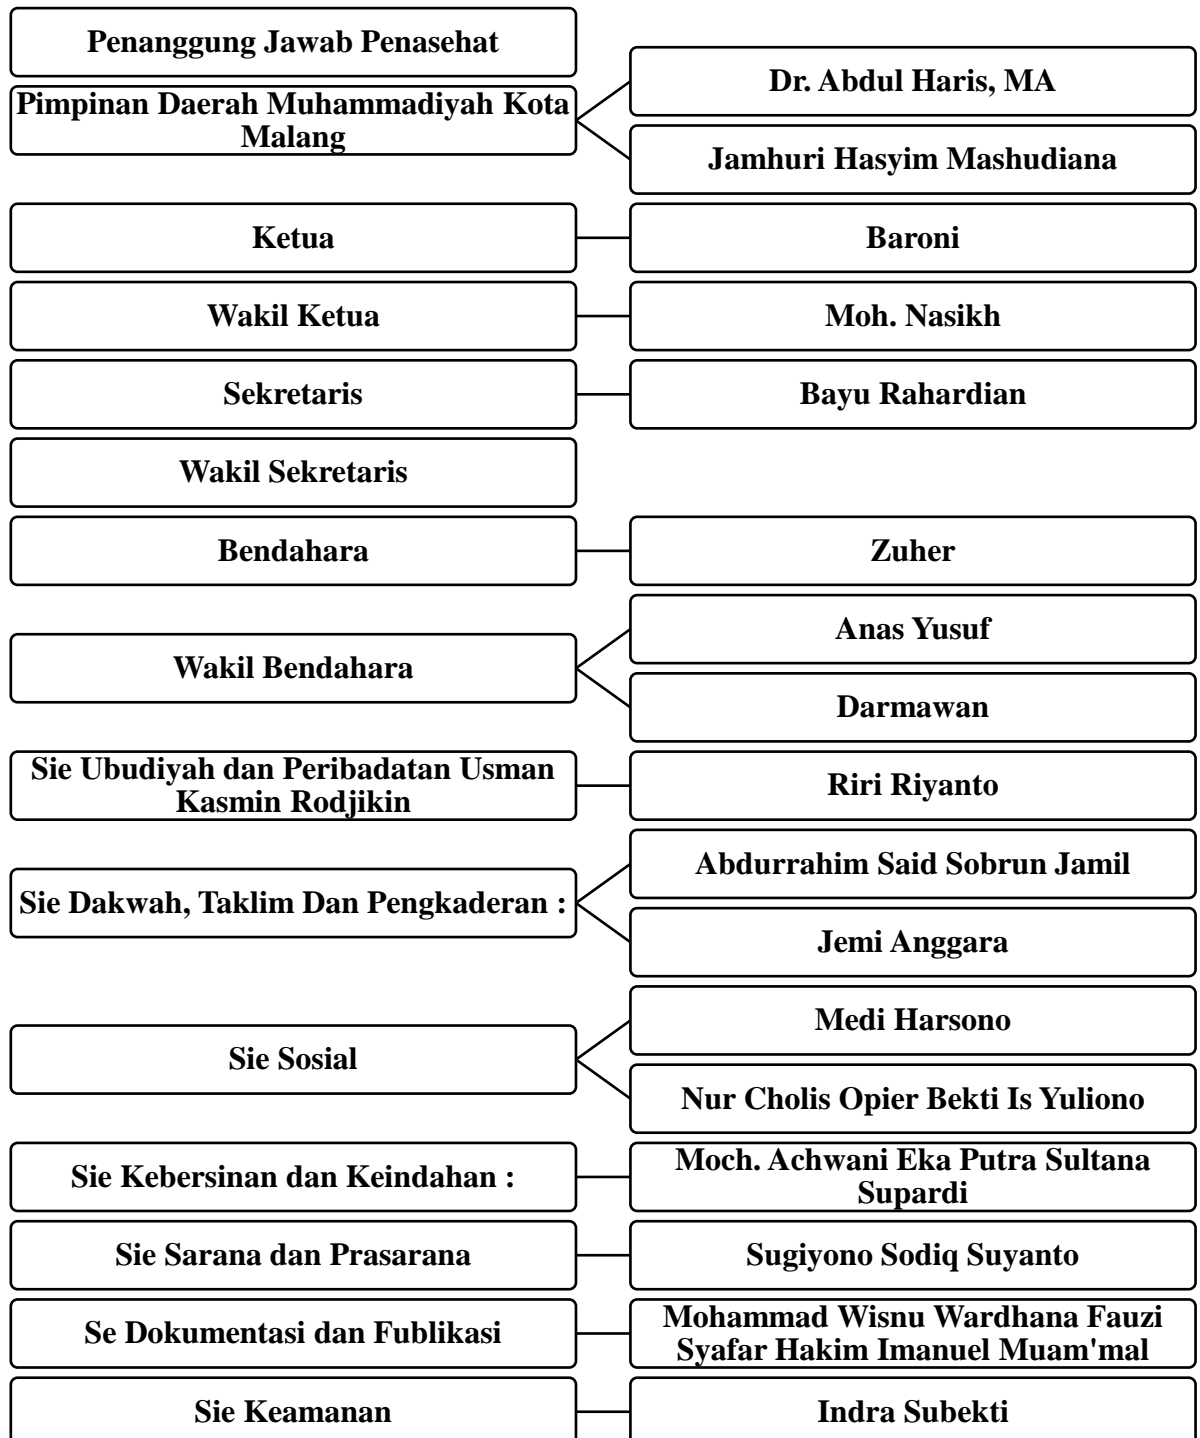 Penanggung Jawab Penasehat
Pimpinan Daerah Muhammadiyah Kota
Malang
Dr. Abdul Haris, MA
Jamhuri Hasyim Mashudiana
Ketua
Baroni
Wakil Ketua
Moh. Nasikh
Sekretaris
Bayu Rahardian
Wakil Sekretaris
Bendahara
Zuher
Wakil Bendahara
Anas Yusuf
Darmawan
Sie Ubudiyah dan Peribadatan Usman
Kasmin Rodjikin
Riri Riyanto
Sie Dakwah, Taklim Dan Pengkaderan :
Abdurrahim Said Sobrun Jamil
Jemi Anggara
Sie Sosial
Medi Harsono
Nur Cholis Opier Bekti Is Yuliono
Sie Kebersinan dan Keindahan :
Moch. Achwani Eka Putra Sultana
Supardi
Sie Sarana dan Prasarana
Sugiyono Sodiq Suyanto
Se Dokumentasi dan Fublikasi
Mohammad Wisnu Wardhana Fauzi
Syafar Hakim Imanuel Muam'mal
Sie Keamanan
Indra Subekti